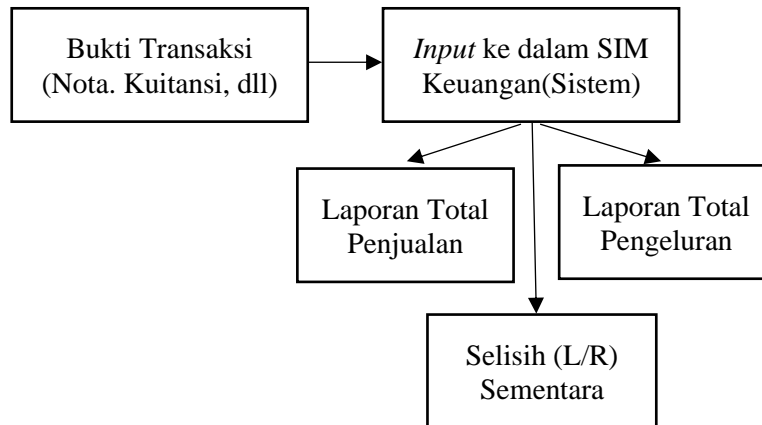 Bukti Transaksi
(Nota. Kuitansi, dll)
Input ke dalam SIM
Keuangan(Sistem)
Laporan Total
Penjualan
Laporan Total
Pengeluran
Selisih (L/R)
Sementara